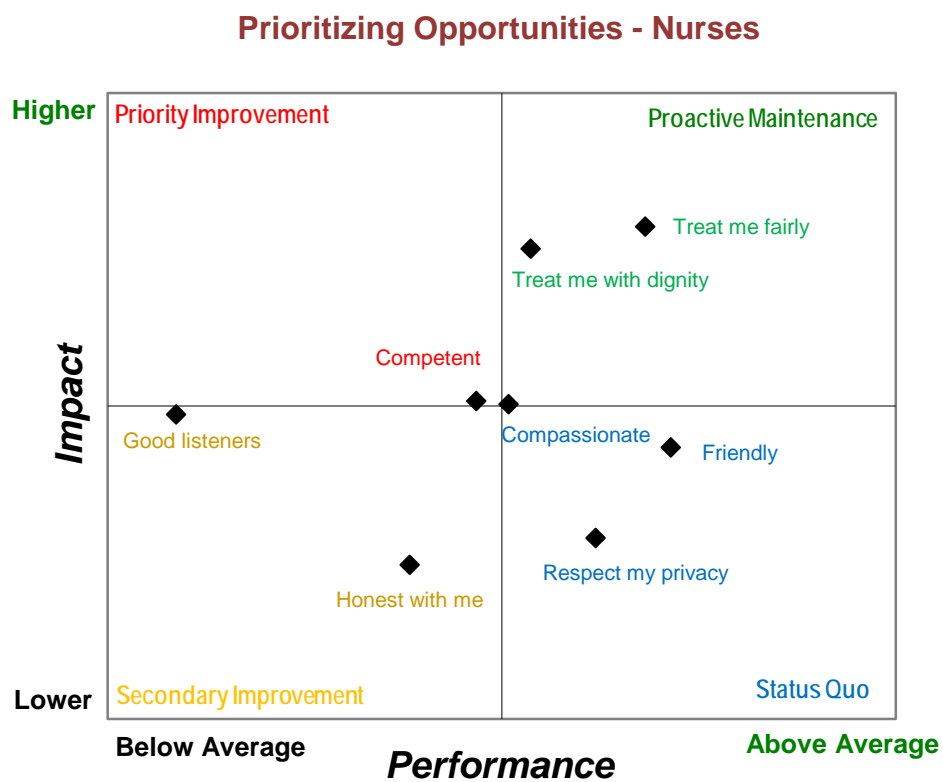 Prioritizing Opportunities - Nurses
Higher
Priority Improvement
Proactive Maintenance
Treat me fairly
Treat me with dignity
Competent
Impact
Good listeners
Compassionate
Friendly
Respect my privacy
Honest with me
Lower
Secondary Improvement
Status Quo
Below Average
Performance
Above Average